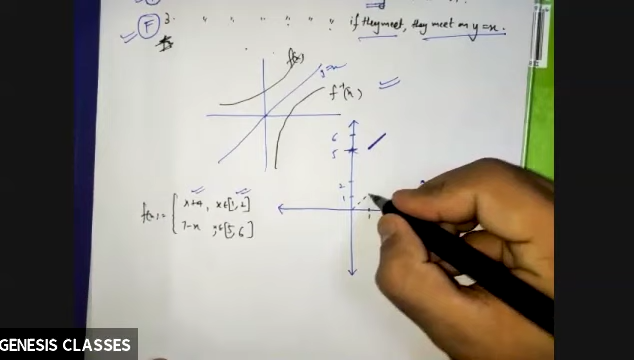 F 3. " " " " " if they meet, they meet on y=x.
f(x)
y=x
f⁻¹(x)
6
5
2
1
1
f(x)= { x+4, x∈[1,2]
7-x ; x∈[5,6]
GENESIS CLASSES